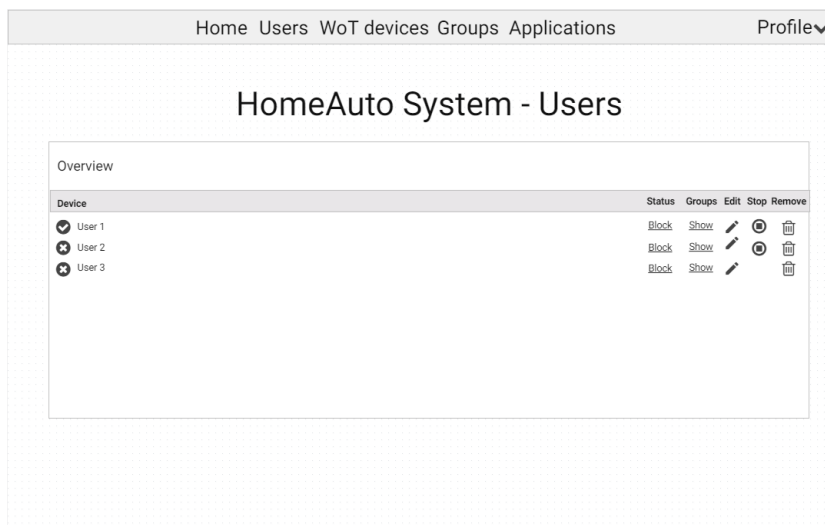 Home Users WoT devices Groups Applications Profile
HomeAuto System - Users
Overview
Device Status Groups Edit Stop Remove
User 1 Block Show
User 2 Block Show
User 3 Block Show